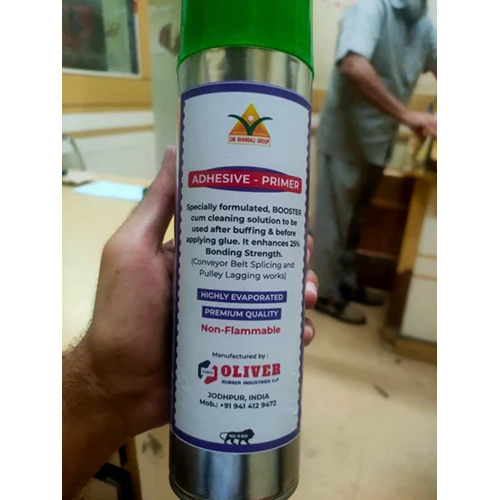 OM BHANSALI GROUP
ADHESIVE - PRIMER
Specially formulated, BOOSTER
cum cleaning solution to be
used after buffing & before
applying glue. It enhances 25%
Bonding Strength.
(Conveyor Belt Splicing and
Pulley Lagging works)
HIGHLY EVAPORATED
PREMIUM QUALITY
Non-Flammable
Manufactured by :
OLIVER
RUBBER INDUSTRIES LLP
JODHPUR, INDIA
Mob.: +91 941 412 9472